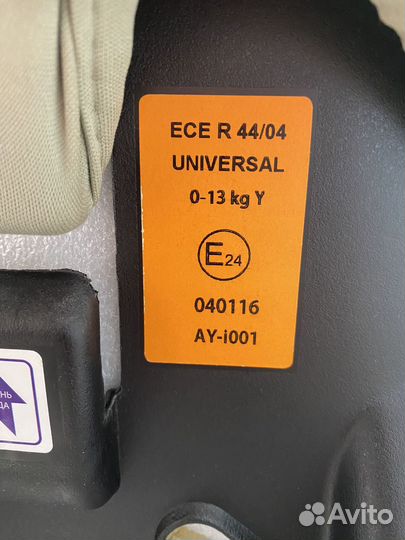 ECE R 44/04
UNIVERSAL
0-13 kg Y
E24
040116
AY-i001
Avito